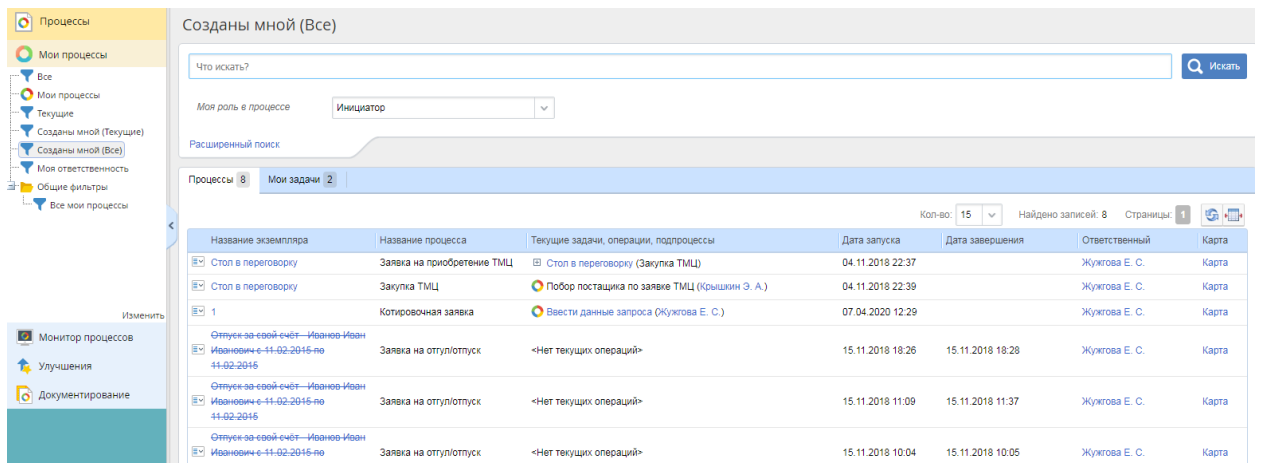 Процессы
Мои процессы
Все
Мои процессы
Текущие
Созданы мной (Текущие)
Созданы мной (Все)
Моя ответственность
Общие фильтры
Все мои процессы
Изменить
Монитор процессов
Улучшения
Документирование
Созданы мной (Все)
Что искать?
Искать
Моя роль в процессе Инициатор
Расширенный поиск
Процессы 8 Мои задачи 2
Кол-во: 15 Найдено записей: 8 Страницы: 1
Название экземпляра Название процесса Текущие задачи, операции, подпроцессы Дата запуска Дата завершения Ответственный Карта
Стол в переговорку Заявка на приобретение ТМЦ Стол в переговорку (Закупка ТМЦ) 04.11.2018 22:37 Жужгова Е. С. Карта
Стол в переговорку Закупка ТМЦ Побор постащика по заявке ТМЦ (Крышкин Э. А.) 04.11.2018 22:39 Жужгова Е. С. Карта
1 Котировочная заявка Ввести данные запроса (Жужгова Е. С.) 07.04.2020 12:29 Жужгова Е. С. Карта
Отпуск за свой счёт - Иванов Иван
Иванович с 11.02.2015 по Заявка на отгул/отпуск <Нет текущих операций> 15.11.2018 18:26 15.11.2018 18:28 Жужгова Е. С. Карта
11.02.2015
Отпуск за свой счёт - Иванов Иван
Иванович с 11.02.2015 по Заявка на отгул/отпуск <Нет текущих операций> 15.11.2018 11:09 15.11.2018 11:37 Жужгова Е. С. Карта
11.02.2015
Отпуск за свой счёт - Иванов Иван
Иванович с 11.02.2015 по Заявка на отгул/отпуск <Нет текущих операций> 15.11.2018 10:04 15.11.2018 10:05 Жужгова Е. С. Карта